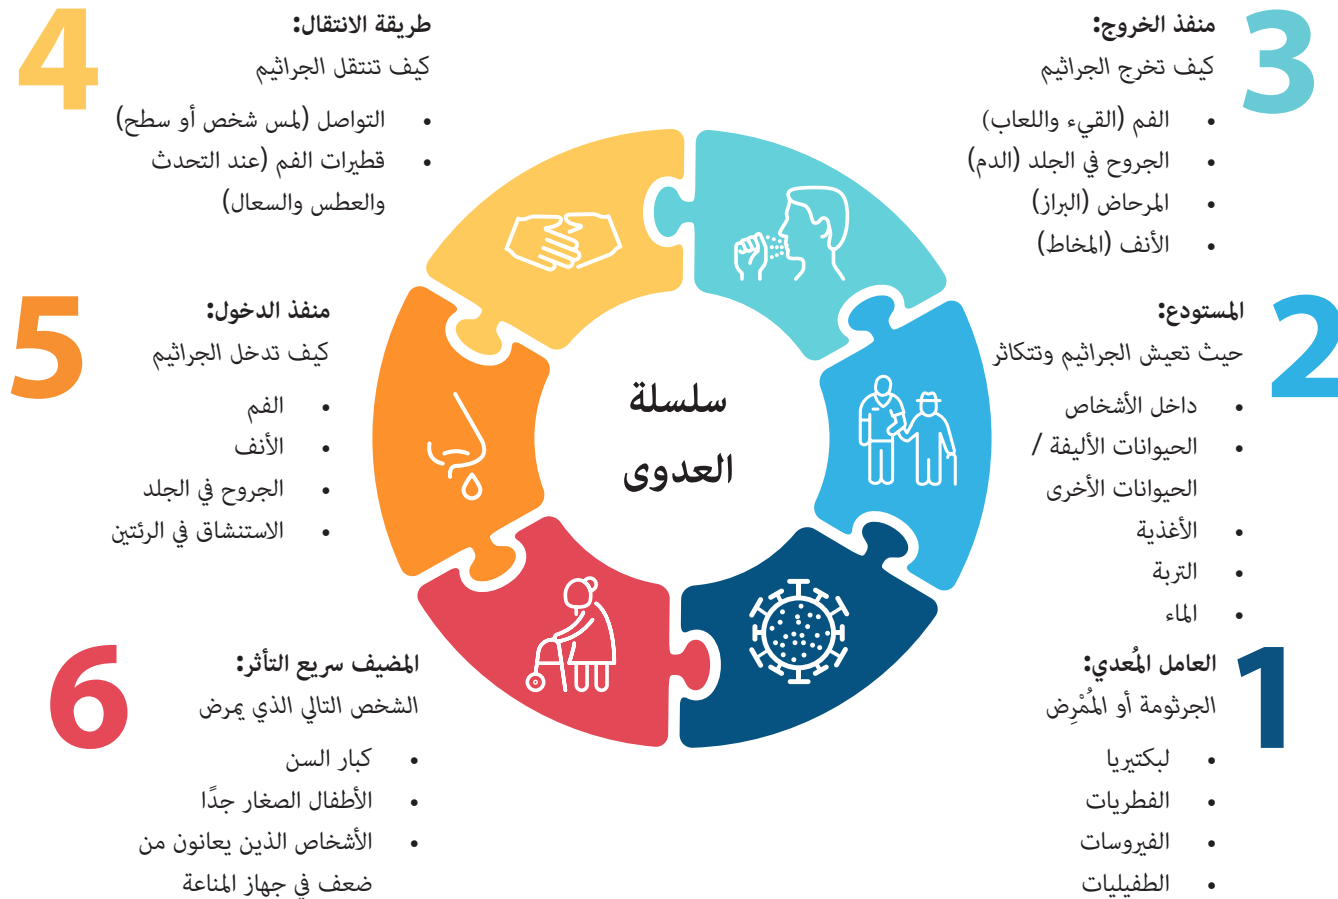 سلسلة
العدوى
1
العامل المُعدي:
الجرثومة أو المُمْرِض
• لبكتيريا
• الفطريات
• الفيروسات
• الطفيليات
2
المستودع:
حيث تعيش الجراثيم وتتكاثر
• داخل الأشخاص
• الحيوانات الأليفة /
الحيوانات الأخرى
• الأغذية
• التربة
• الماء
3
منفذ الخروج:
كيف تخرج الجراثيم
• الفم (القيء واللعاب)
• الجروح في الجلد (الدم)
• المرحاض (البراز)
• الأنف (المخاط)
4
طريقة الانتقال:
كيف تنتقل الجراثيم
• التواصل (لمس شخص أو سطح)
• قطيرات الفم (عند التحدث
والعطس والسعال)
5
منفذ الدخول:
كيف تدخل الجراثيم
• الفم
• الأنف
• الجروح في الجلد
• الاستنشاق في الرئتين
6
المضيف سريع التأثر:
الشخص التالي الذي يمرض
• كبار السن
• الأطفال الصغار جدًا
• الأشخاص الذين يعانون من
ضعف في جهاز المناعة